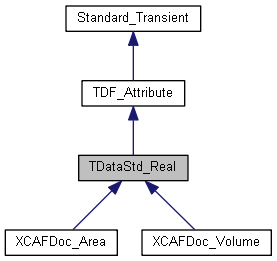 Standard_Transient
TDF_Attribute
TDataStd_Real
XCAFDoc_Area
XCAFDoc_Volume